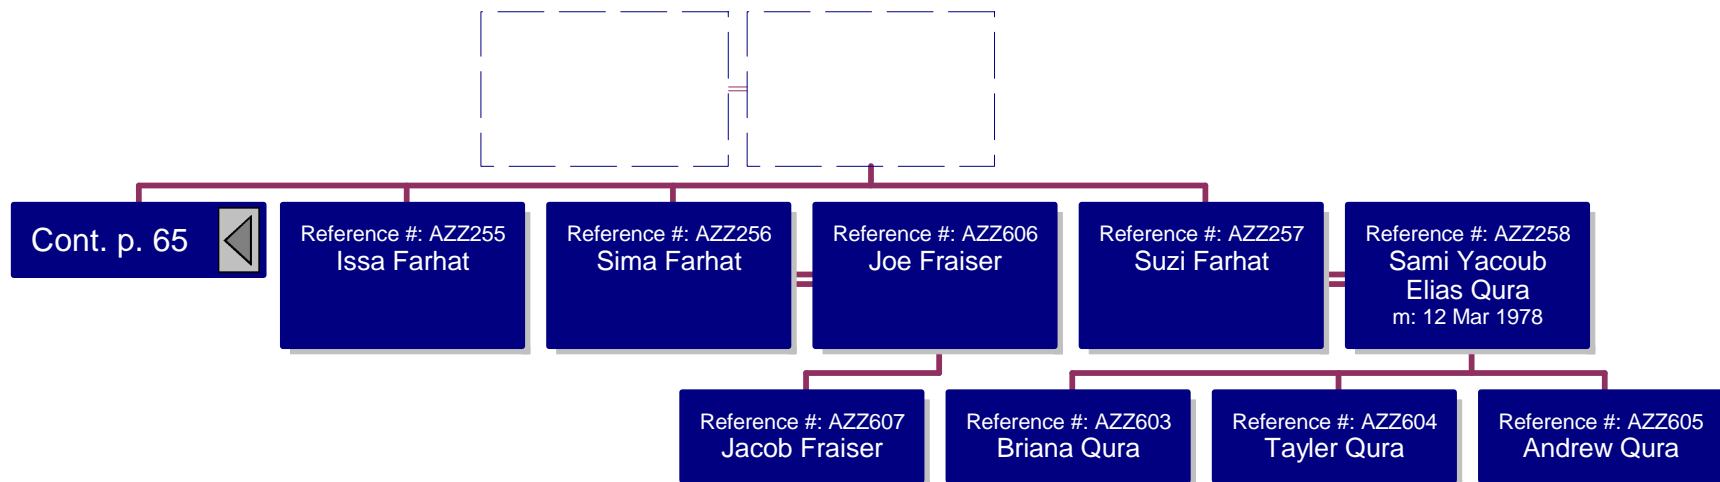 Cont. p. 65
Reference #: AZZ255
Issa Farhat
Reference #: AZZ256
Sima Farhat
Reference #: AZZ606
Joe Fraiser
Reference #: AZZ257
Suzi Farhat
Reference #: AZZ258
Sami Yacoub
Elias Qura
m: 12 Mar 1978
Reference #: AZZ607
Jacob Fraiser
Reference #: AZZ603
Briana Qura
Reference #: AZZ604
Tayler Qura
Reference #: AZZ605
Andrew Qura